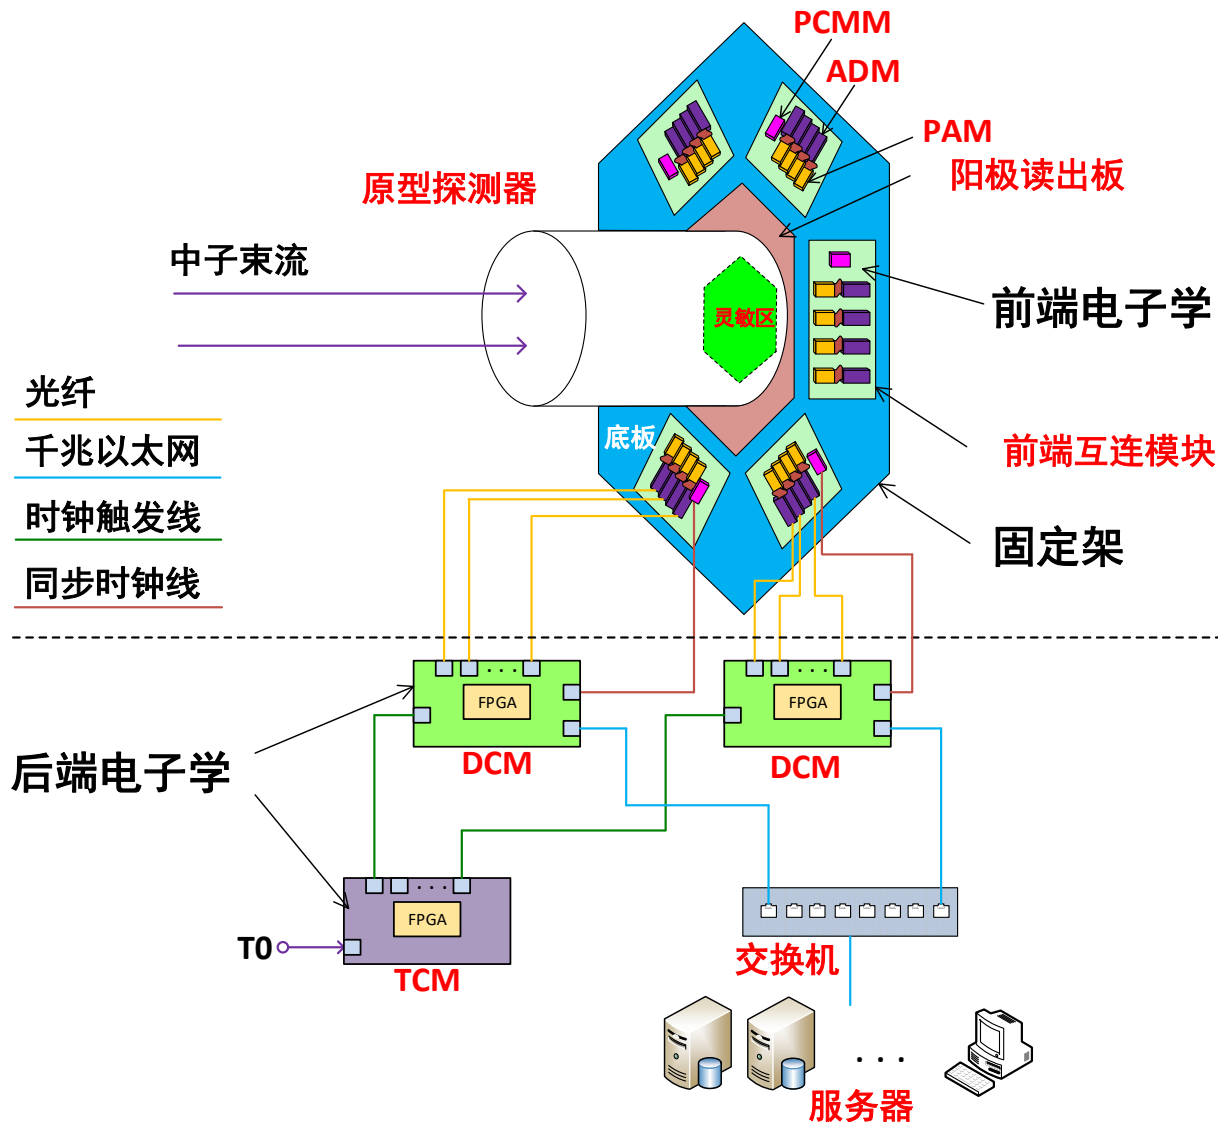 PCMM
ADM
PAM
阳极读出板
原型探测器
中子束流
灵敏区
前端电子学
光纤
千兆以太网
底板
前端互连模块
时钟触发线
固定架
同步时钟线
· · ·
FPGA
DCM
· · ·
FPGA
DCM
后端电子学
· · ·
FPGA
T0
TCM
交换机
· · ·
服务器